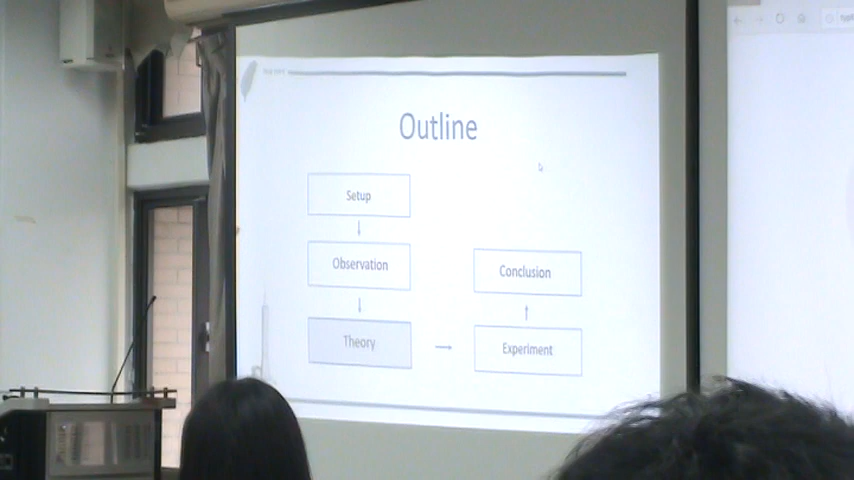 Outline
Setup
Observation
Theory
Experiment
Conclusion